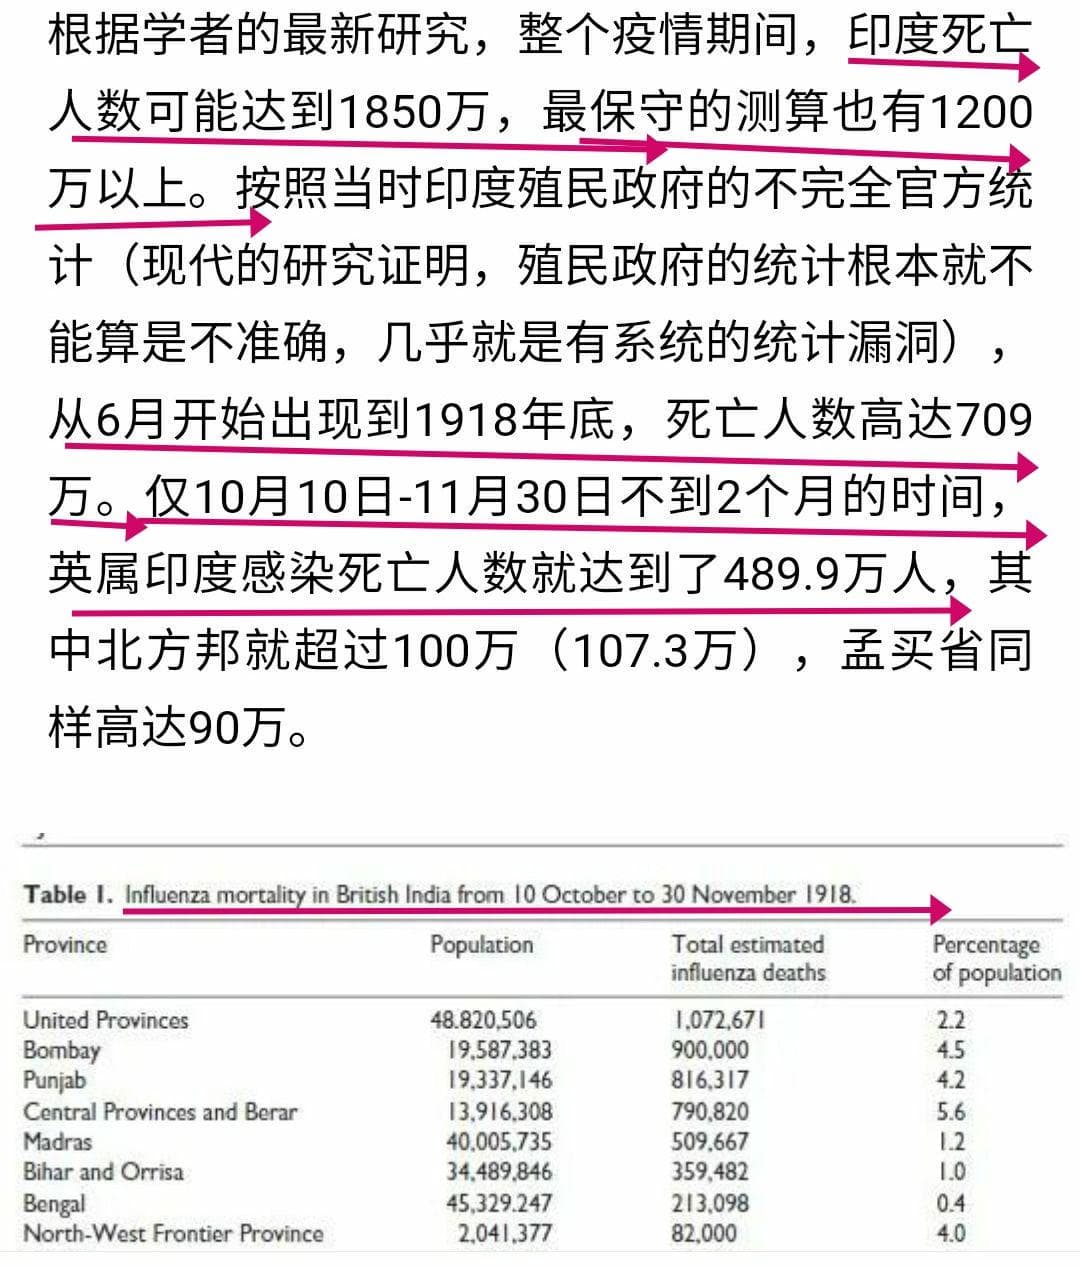 根据学者的最新研究，整个疫情期间，印度死亡
人数可能达到1850万，最保守的测算也有1200
万以上。按照当时印度殖民政府的不完全官方统
计（现代的研究证明，殖民政府的统计根本就不
能算是不准确，几乎就是有系统的统计漏洞），
从6月开始出现到1918年底，死亡人数高达709
万。仅10月10日-11月30日不到2个月的时间，
英属印度感染死亡人数就达到了489.9万人，其
中北方邦就超过100万（107.3万），孟买省同
样高达90万。
Table 1. Influenza mortality in British India from 10 October to 30 November 1918.
Province Population Total estimated influenza deaths Percentage of population
United Provinces 48.820,506 1,072,671 2.2
Bombay 19,587,383 900,000 4.5
Punjab 19,337,146 816,317 4.2
Central Provinces and Berar 13,916,308 790,820 5.6
Madras 40,005,735 509,667 1.2
Bihar and Orrisa 34,489,846 359,482 1.0
Bengal 45,329.247 213,098 0.4
North-West Frontier Province 2,041,377 82,000 4.0